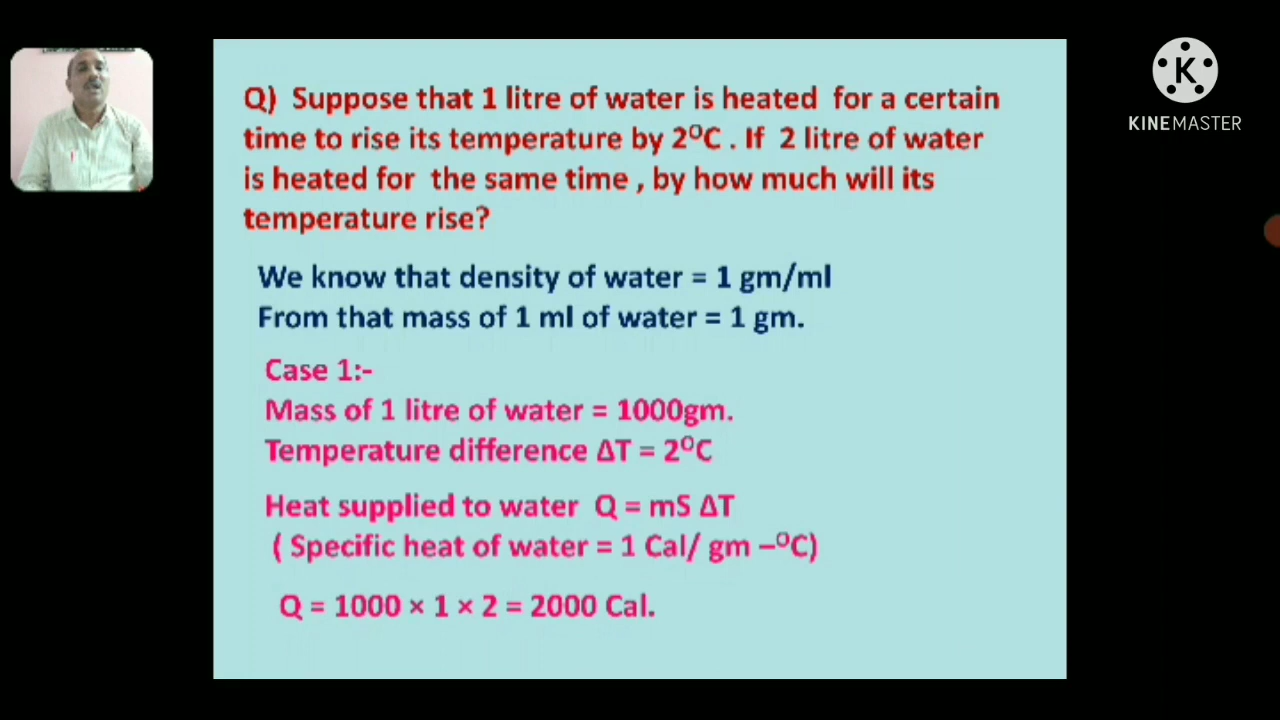 Q) Suppose that 1 litre of water is heated for a certain
time to rise its temperature by 2⁰C . If 2 litre of water
is heated for the same time , by how much will its
temperature rise?
We know that density of water = 1 gm/ml
From that mass of 1 ml of water = 1 gm.
Case 1:-
Mass of 1 litre of water = 1000gm.
Temperature difference ΔT = 2⁰C
Heat supplied to water Q = mS ΔT
( Specific heat of water = 1 Cal/ gm –⁰C)
Q = 1000 × 1 × 2 = 2000 Cal.
K
KINEMASTER